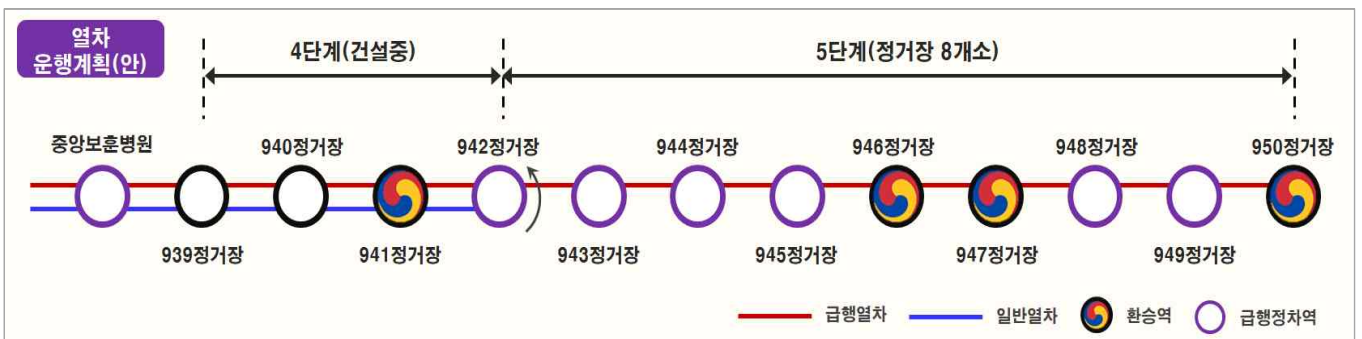 열차
운행계획(안)
4단계(건설중)
5단계(정거장 8개소)
중앙보훈병원
940정거장
942정거장
944정거장
946정거장
948정거장
950정거장
939정거장
941정거장
943정거장
945정거장
947정거장
949정거장
급행열차
일반열차
환승역
급행정차역